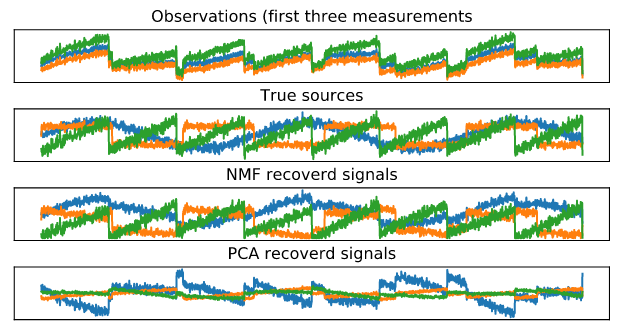 Observations (first three measurements
True sources
NMF recoverd signals
PCA recoverd signals